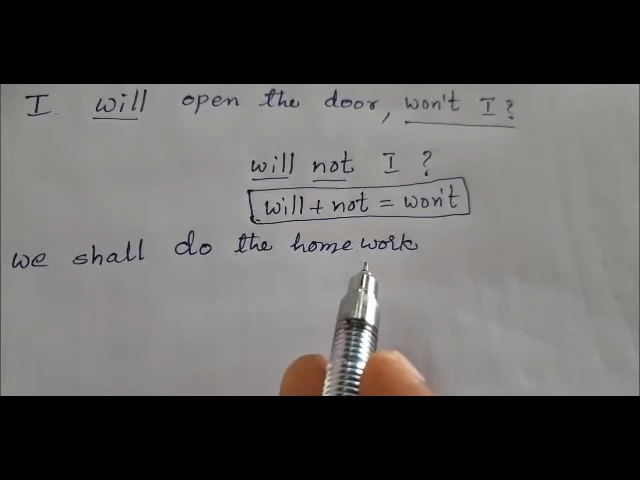 I will open the door, won't I?
will not I ?
will + not = won't
we shall do the home work